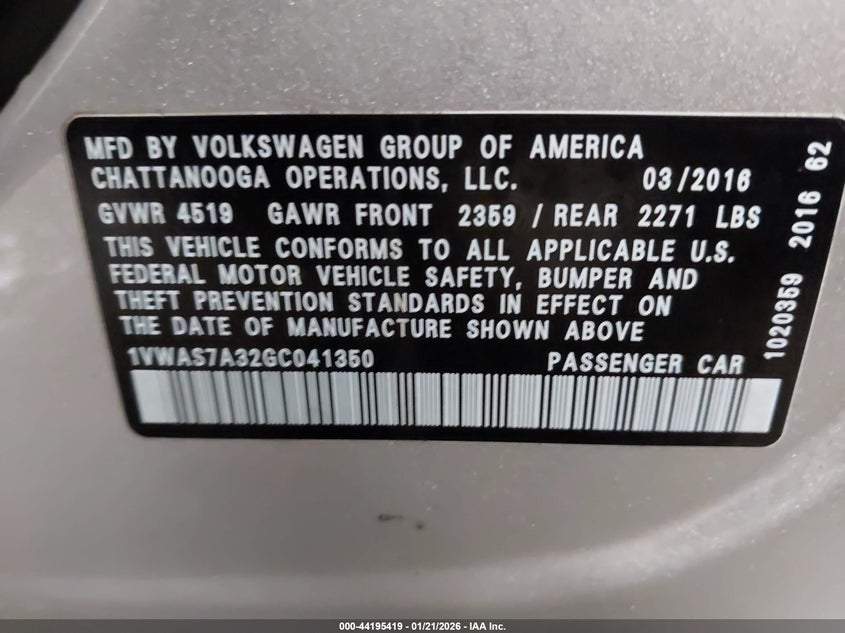 MFD BY VOLKSWAGEN GROUP OF AMERICA
CHATTANOOGA OPERATIONS, LLC. 03/2016
GVWR 4519 GAWR FRONT 2359 / REAR 2271 LBS
THIS VEHICLE CONFORMS TO ALL APPLICABLE U.S.
FEDERAL MOTOR VEHICLE SAFETY, BUMPER AND
THEFT PREVENTION STANDARDS IN EFFECT ON
THE DATE OF MANUFACTURE SHOWN ABOVE
1VWAS7A32GC041350 PASSENGER CAR
1020359 2016 62
000-44195419 - 01/21/2026 - IAA Inc.